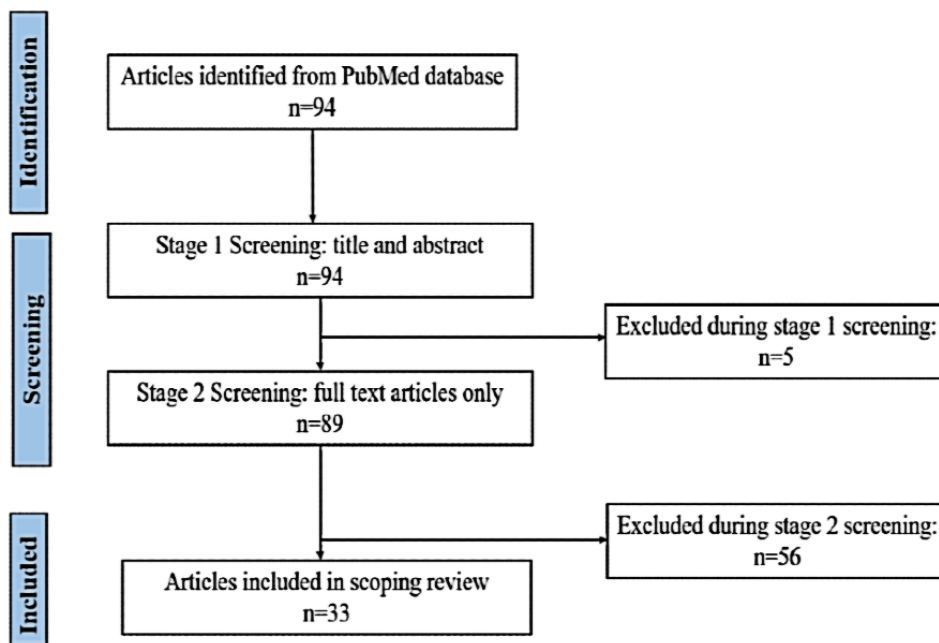 Identification
Articles identified from PubMed database
n=94
Screening
Stage 1 Screening: title and abstract
n=94
Excluded during stage 1 screening:
n=5
Stage 2 Screening: full text articles only
n=89
Included
Excluded during stage 2 screening:
n=56
Articles included in scoping review
n=33